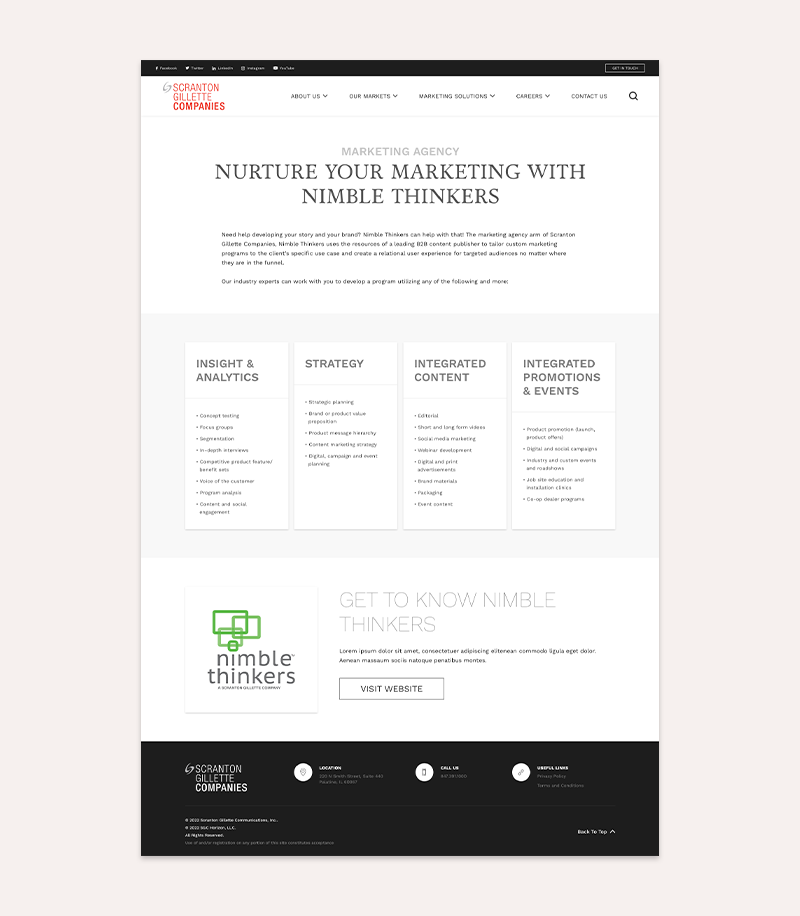 Facebook Twitter LinkedIn Instagram YouTube GET IN TOUCH
SCRANTON
GILLETTE
COMPANIES
ABOUT US OUR MARKETS MARKETING SOLUTIONS CAREERS CONTACT US
MARKETING AGENCY
NURTURE YOUR MARKETING WITH
NIMBLE THINKERS
Need help developing your story and your brand? Nimble Thinkers can help with that! The marketing agency arm of Scranton
Gillette Companies, Nimble Thinkers uses the resources of a leading B2B content publisher to tailor custom marketing
programs to the client's specific use case and create a relational user experience for targeted audiences no matter where
they are in the funnel.
Our industry experts can work with you to develop a program utilizing any of the following and more:
INSIGHT &
ANALYTICS
• Concept testing
• Focus groups
• Segmentation
• In-depth interviews
• Competitive product feature/
benefit sets
• Voice of the customer
• Program analysis
• Content and social
engagement
STRATEGY
• Strategic planning
• Brand or product value
proposition
• Product message hierarchy
• Content marketing strategy
• Digital, campaign and event
planning
INTEGRATED
CONTENT
• Editorial
• Short and long form videos
• Social media marketing
• Webinar development
• Digital and print
advertisements
• Brand materials
• Packaging
• Event content
INTEGRATED
PROMOTIONS
& EVENTS
• Product promotion (launch,
product offers)
• Digital and social campaigns
• Industry and custom events
and roadshows
• Job site education and
installation clinics
• Co-op dealer programs
nimble™
thinkers
A SCRANTON GILLETTE COMPANY
GET TO KNOW NIMBLE
THINKERS
Lorem ipsum dolor sit amet, consectetuer adipiscing elitenean commodo ligula eget dolor.
Aenean massaum sociis natoque penatibus montes.
VISIT WEBSITE
SCRANTON
GILLETTE
COMPANIES
LOCATION
Palatine, IL 60067
CALL US
USEFUL LINKS
Privacy Policy
Terms and Conditions
© 2022 Scranton Gillette Communications, Inc..
© 2022 SGC Horizon, LLC.
All Rights Reserved.
Use of and/or registration on any portion of this site constitutes acceptance
Back To Top